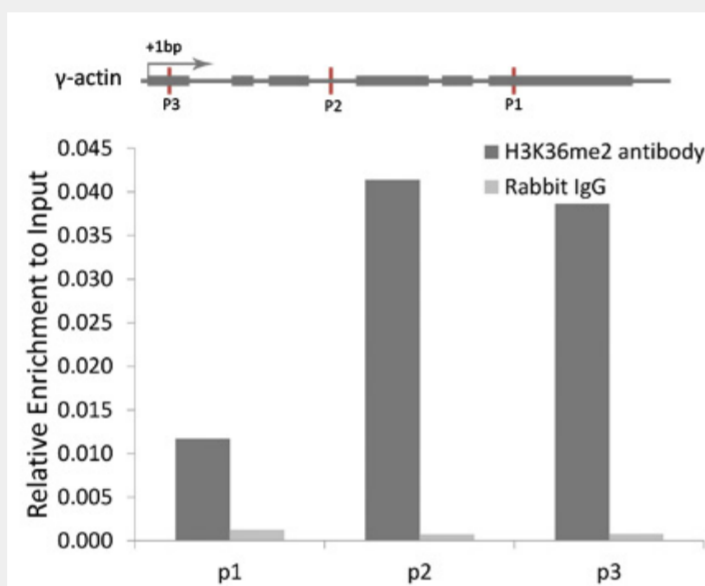 +1bp
γ-actin
P3
P2
P1
H3K36me2 antibody
Rabbit IgG
Relative Enrichment to Input
0.045
0.040
0.035
0.030
0.025
0.020
0.015
0.010
0.005
0.000
p1
p2
p3